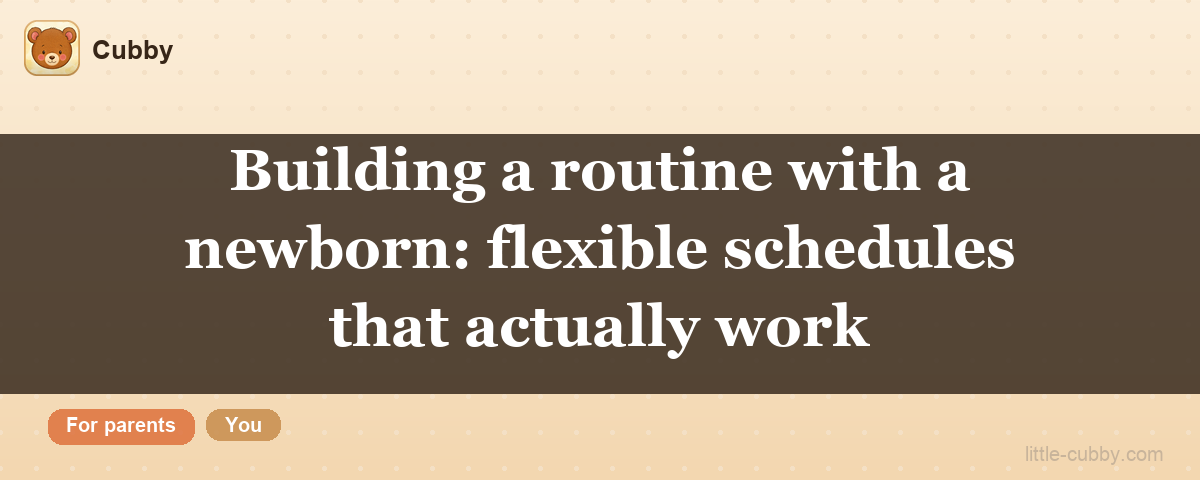 Cubby
Building a routine with a
newborn: flexible schedules
that actually work
For parents
You
little-cubby.com